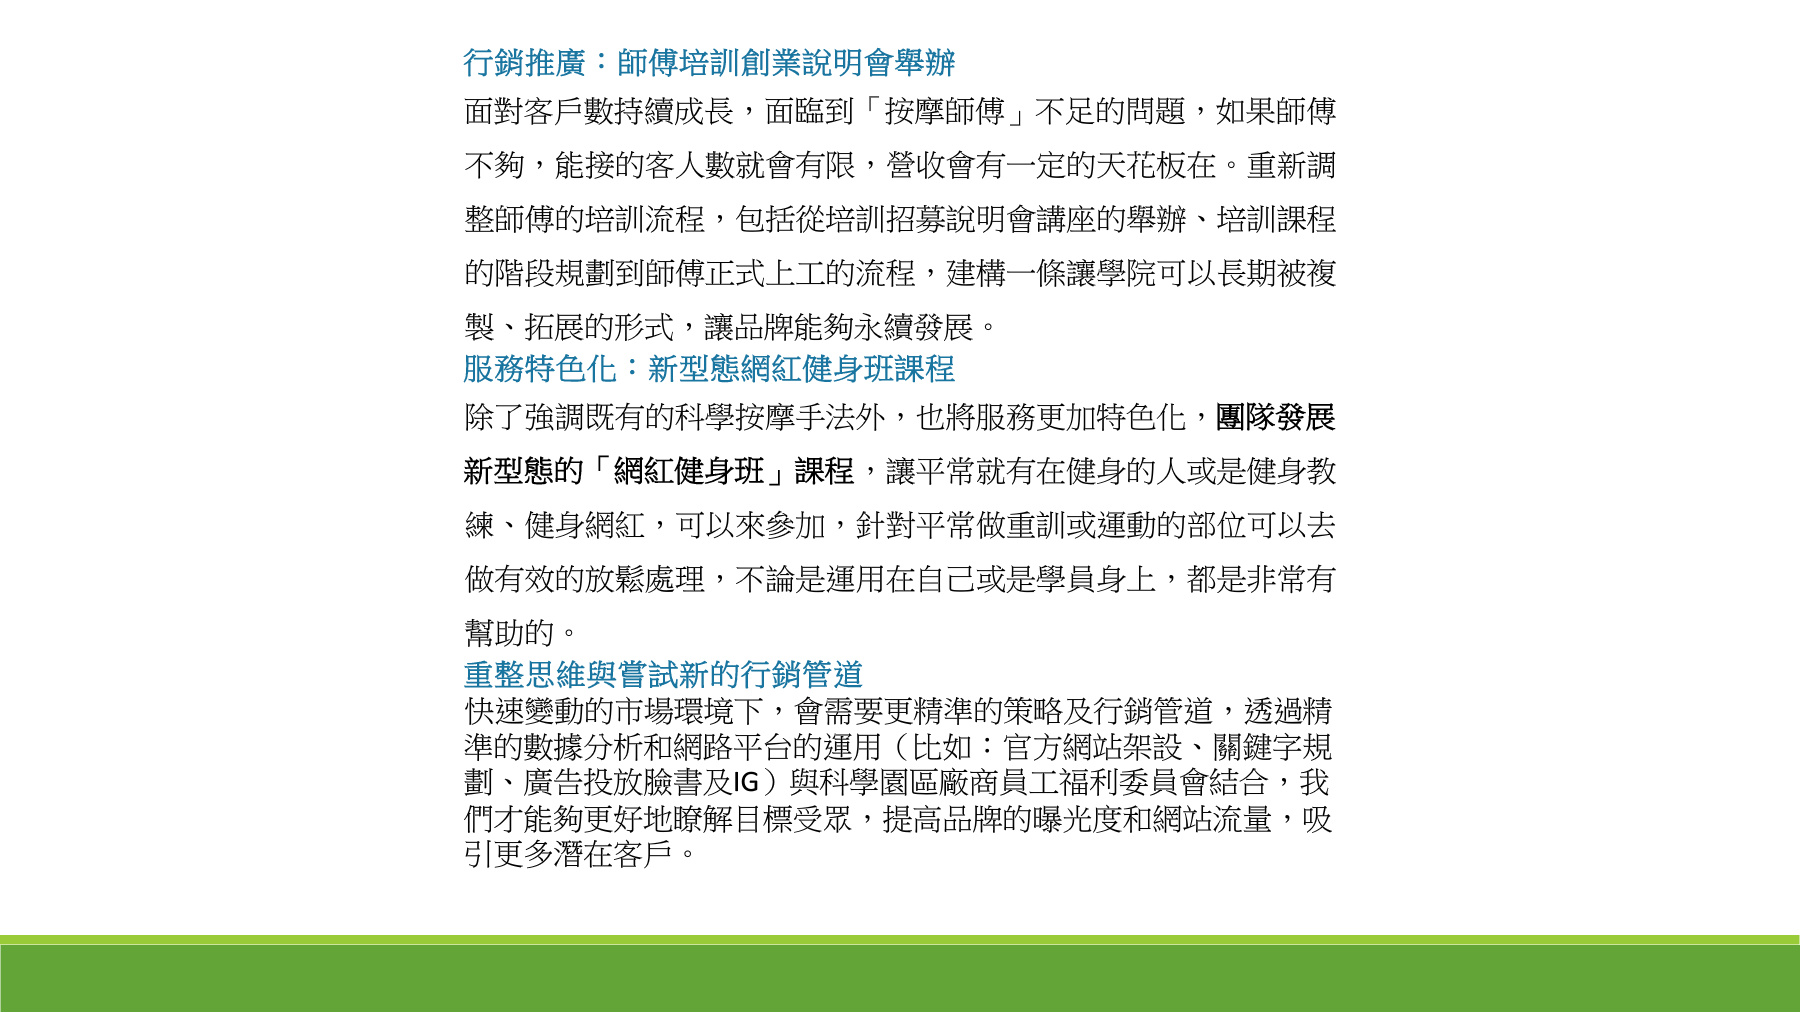 行銷推廣：師傅培訓創業說明會舉辦
面對客戶數持續成長，面臨到「按摩師傅」不足的問題，如果師傅
不夠，能接的客人數就會有限，營收會有一定的天花板在。重新調
整師傅的培訓流程，包括從培訓招募說明會講座的舉辦、培訓課程
的階段規劃到師傅正式上工的流程，建構一條讓學院可以長期被複
製、拓展的形式，讓品牌能夠永續發展。
服務特色化：新型態網紅健身班課程
除了強調既有的科學按摩手法外，也將服務更加特色化，團隊發展
新型態的「網紅健身班」課程，讓平常就有在健身的人或是健身教
練、健身網紅，可以來參加，針對平常做重訓或運動的部位可以去
做有效的放鬆處理，不論是運用在自己或是學員身上，都是非常有
幫助的。
重整思維與嘗試新的行銷管道
快速變動的市場環境下，會需要更精準的策略及行銷管道，透過精
準的數據分析和網路平台的運用（比如：官方網站架設、關鍵字規
劃、廣告投放臉書及IG）與科學園區廠商員工福利委員會結合，我
們才能夠更好地瞭解目標受眾，提高品牌的曝光度和網站流量，吸
引更多潛在客戶。